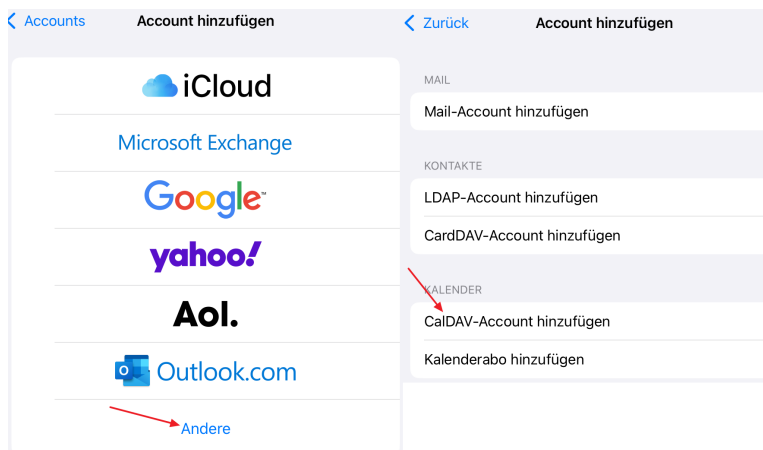 Accounts
Account hinzufügen
iCloud
Microsoft Exchange
Google™
yahoo!
Aol.
Outlook.com
Andere
Zurück
Account hinzufügen
MAIL
Mail-Account hinzufügen
KONTAKTE
LDAP-Account hinzufügen
CardDAV-Account hinzufügen
KALENDER
CalDAV-Account hinzufügen
Kalenderabo hinzufügen